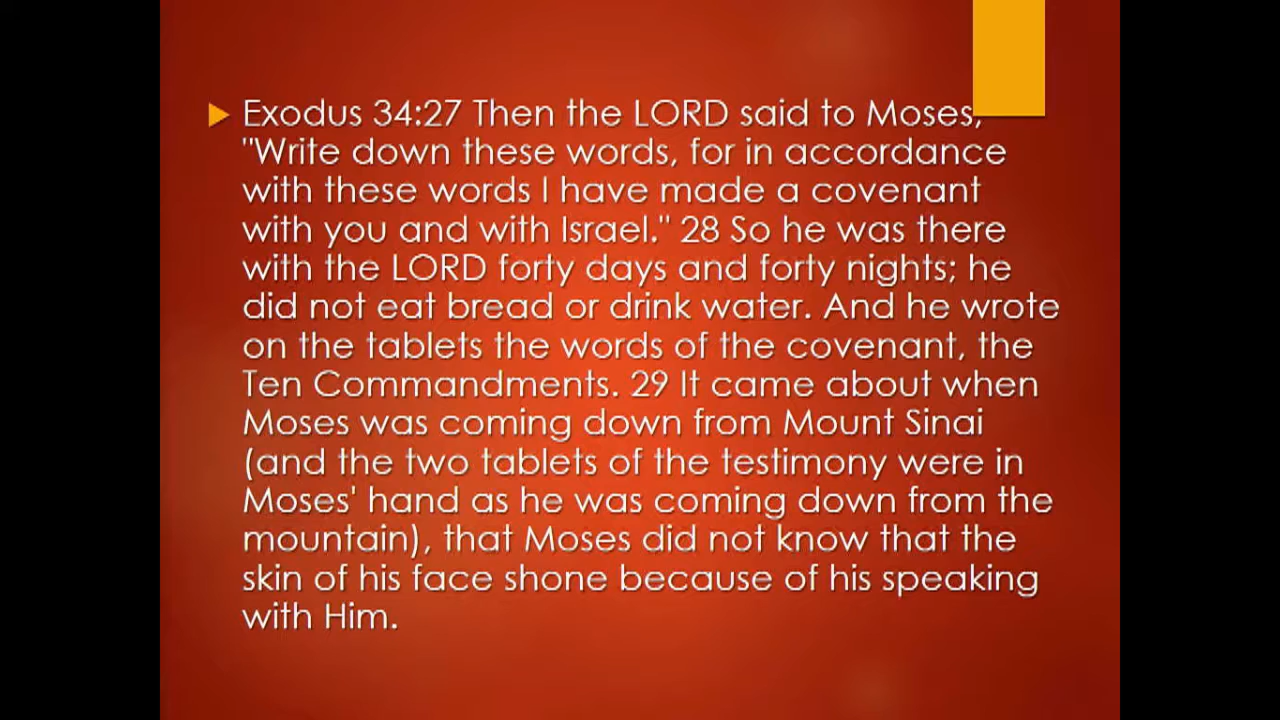 Exodus 34:27 Then the LORD said to Moses,
"Write down these words, for in accordance
with these words I have made a covenant
with you and with Israel." 28 So he was there
with the LORD forty days and forty nights; he
did not eat bread or drink water. And he wrote
on the tablets the words of the covenant, the
Ten Commandments. 29 It came about when
Moses was coming down from Mount Sinai
(and the two tablets of the testimony were in
Moses' hand as he was coming down from the
mountain), that Moses did not know that the
skin of his face shone because of his speaking
with Him.